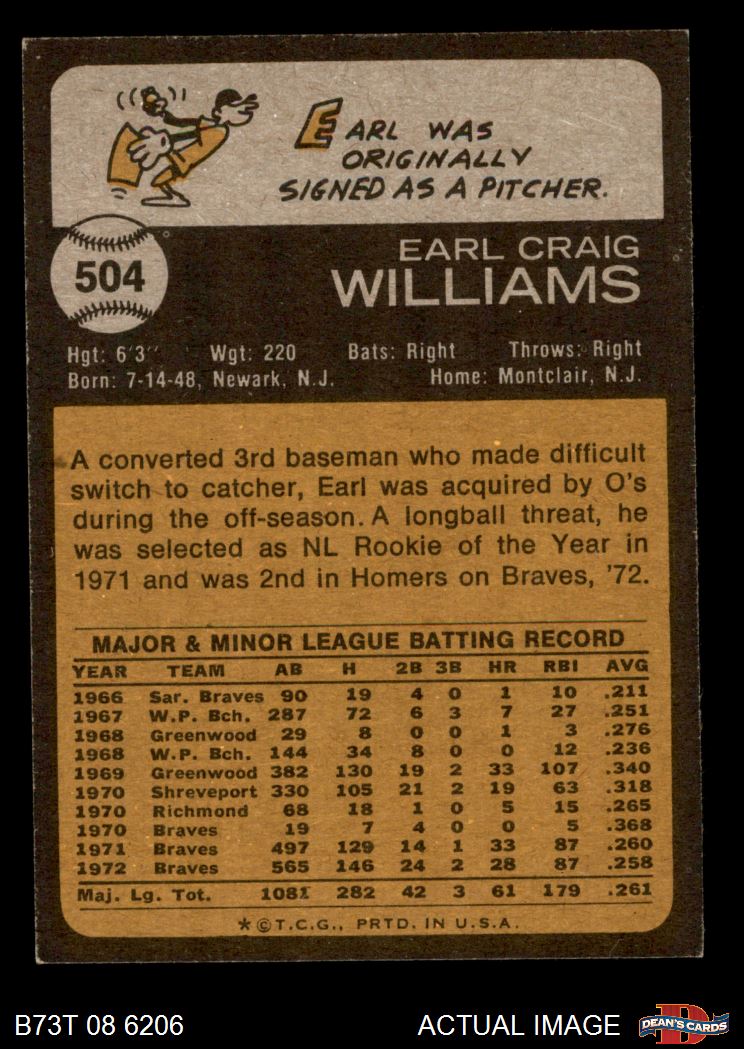 EARL WAS
ORIGINALLY
SIGNED AS A PITCHER.
504
EARL CRAIG
WILLIAMS
Hgt: 6'3" Wgt: 220 Bats: Right Throws: Right
Born: 7-14-48, Newark, N.J. Home: Montclair, N.J.
A converted 3rd baseman who made difficult
switch to catcher, Earl was acquired by O's
during the off-season. A longball threat, he
was selected as NL Rookie of the Year in
1971 and was 2nd in Homers on Braves, '72.
MAJOR & MINOR LEAGUE BATTING RECORD
YEAR TEAM AB H 2B 3B HR RBI AVG
1966 Sar. Braves 90 19 4 0 1 10 .211
1967 W.P. Bch. 287 72 6 3 7 27 .251
1968 Greenwood 29 8 0 0 1 3 .276
1968 W.P. Bch. 144 34 8 0 0 12 .236
1969 Greenwood 382 130 19 2 33 107 .340
1970 Shreveport 330 105 21 2 19 63 .318
1970 Richmond 68 18 1 0 5 15 .265
1970 Braves 19 7 4 0 0 5 .368
1971 Braves 497 129 14 1 33 87 .260
1972 Braves 565 146 24 2 28 87 .258
Maj. Lg. Tot. 1081 282 42 3 61 179 .261
*©T.C.G., PRTD. IN U.S.A.
B73T 08 6206 ACTUAL IMAGE DEAN'S CARDS